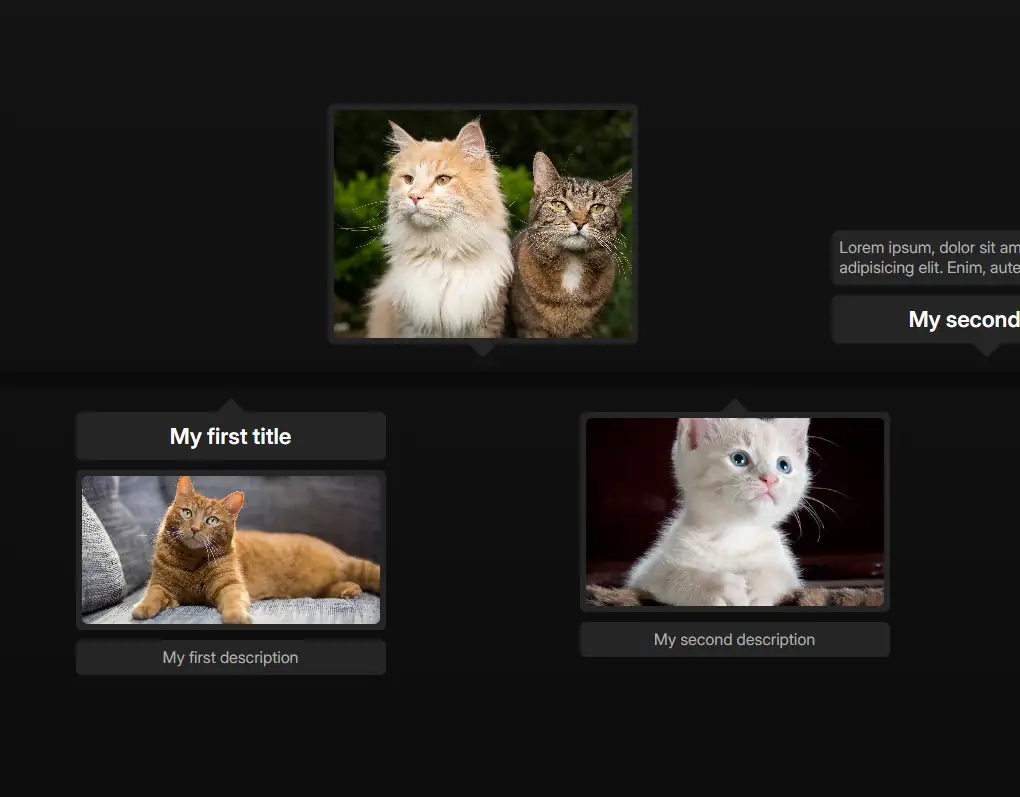 Lorem ipsum, dolor sit am
adipisicing elit. Enim, aute
My second
My first title
My first description
My second description